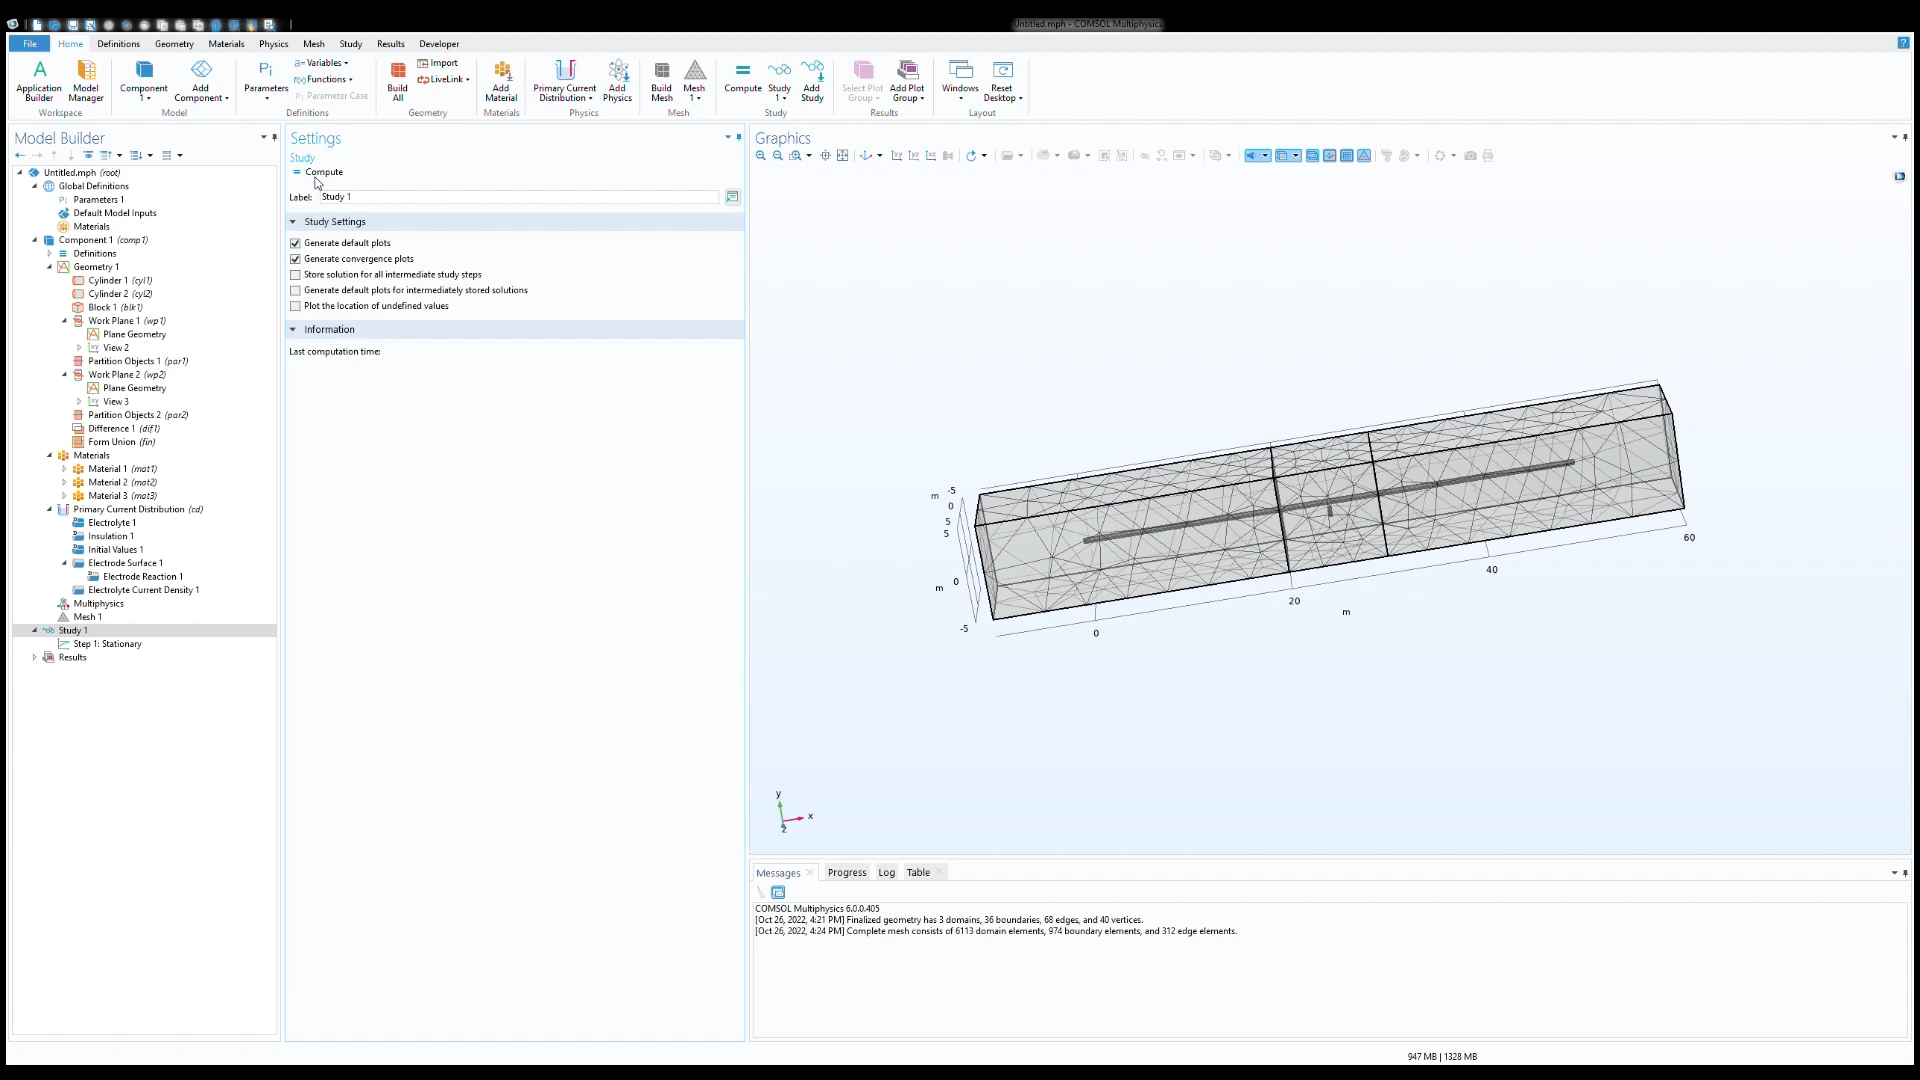 Untitled.mph - COMSOL Multiphysics
File Home Definitions Geometry Materials Physics Mesh Study Results Developer
Application Builder
Model Manager
Workspace
Component 1
Add Component
Model
Parameters
a= Variables
f(x) Functions
Pi Parameter Case
Definitions
Build All
Import
LiveLink
Geometry
Add Material
Materials
Primary Current Distribution
Add Physics
Physics
Build Mesh
Mesh 1
Mesh
Compute
Study 1
Add Study
Study
Select Plot Group
Add Plot Group
Results
Windows
Reset Desktop
Layout
Model Builder
Untitled.mph (root)
Global Definitions
Pi Parameters 1
Default Model Inputs
Materials
Component 1 (comp1)
Definitions
Geometry 1
Cylinder 1 (cyl1)
Cylinder 2 (cyl2)
Block 1 (blk1)
Work Plane 1 (wp1)
Plane Geometry
View 2
Partition Objects 1 (par1)
Work Plane 2 (wp2)
Plane Geometry
View 3
Partition Objects 2 (par2)
Difference 1 (dif1)
Form Union (fin)
Materials
Material 1 (mat1)
Material 2 (mat2)
Material 3 (mat3)
Primary Current Distribution (cd)
Electrolyte 1
Insulation 1
Initial Values 1
Electrode Surface 1
Electrode Reaction 1
Electrolyte Current Density 1
Multiphysics
Mesh 1
Study 1
Step 1: Stationary
Results
Settings
Study
= Compute
Label: Study 1
Study Settings
Generate default plots
Generate convergence plots
Store solution for all intermediate study steps
Generate default plots for intermediately stored solutions
Plot the location of undefined values
Information
Last computation time:
Graphics
m
-5
0
5
5
m
0
-5
0
20
m
40
60
y
x
z
Messages Progress Log Table
COMSOL Multiphysics 6.0.0.405
[Oct 26, 2022, 4:21 PM] Finalized geometry has 3 domains, 36 boundaries, 68 edges, and 40 vertices.
[Oct 26, 2022, 4:24 PM] Complete mesh consists of 6113 domain elements, 974 boundary elements, and 312 edge elements.
947 MB | 1328 MB